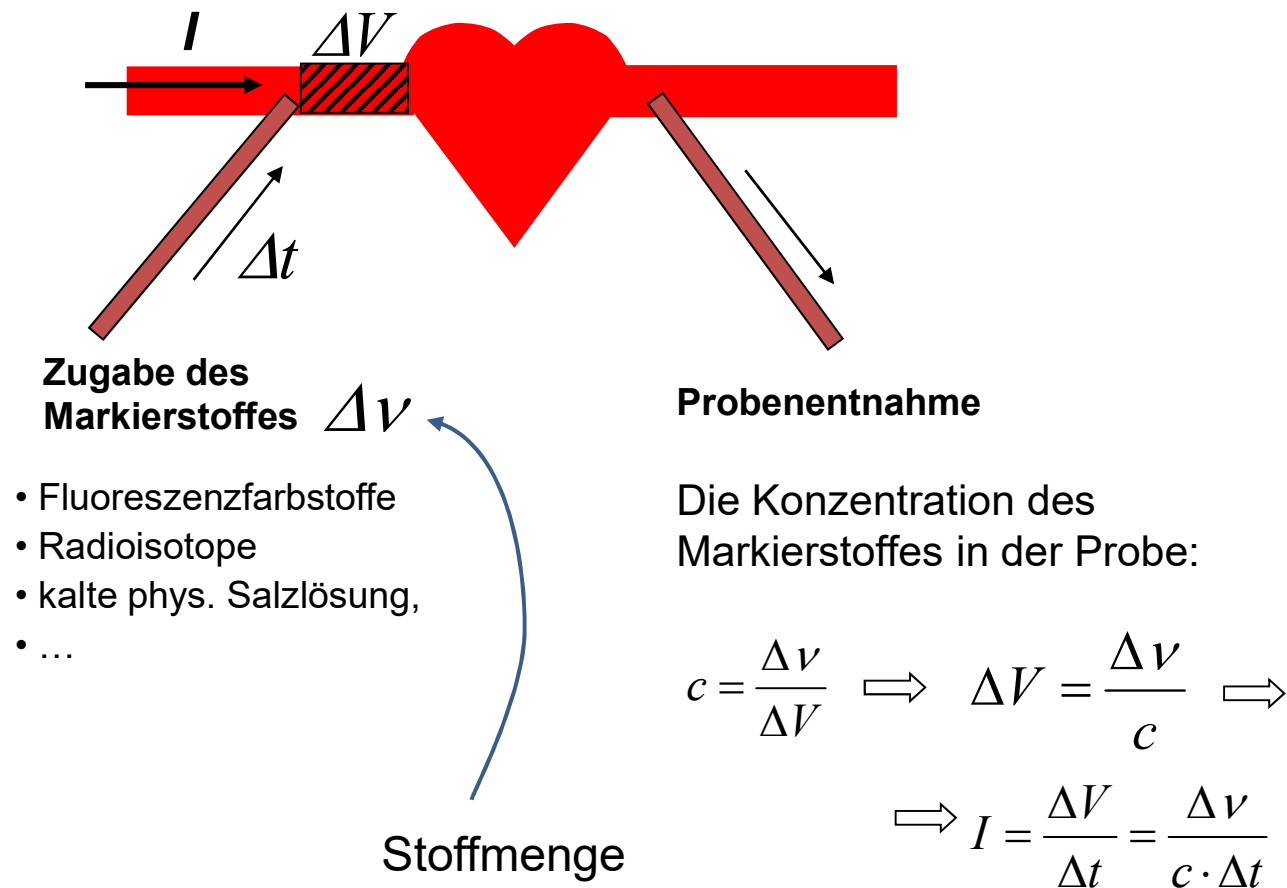 I
ΔV
Δt
Zugabe des
Markierstoffes Δν
• Fluoreszenzfarbstoffe
• Radioisotope
• kalte phys. Salzlösung,
• …
Stoffmenge
Probenentnahme
Die Konzentration des
Markierstoffes in der Probe:
c = Δν/ΔV ⇨ ΔV = Δν/c ⇨
⇨ I = ΔV/Δt = Δν/(c · Δt)